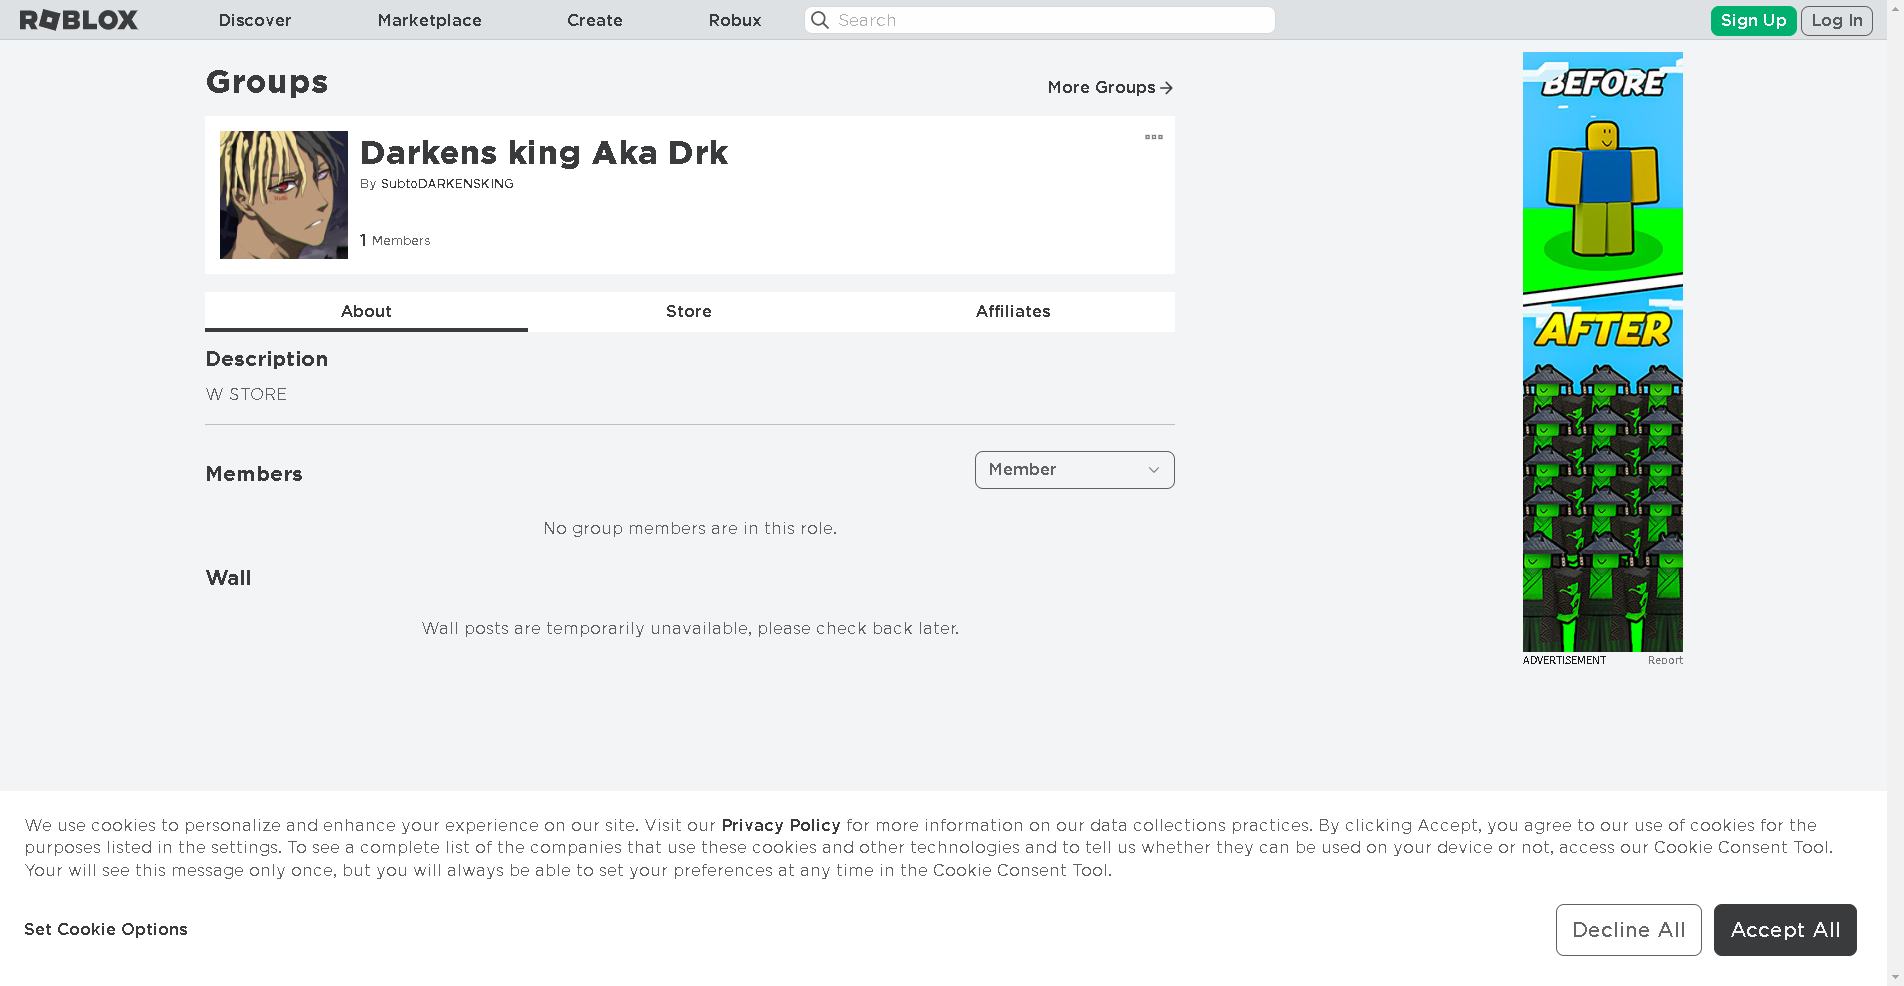 ROBLOX Discover Marketplace Create Robux Search Sign Up Log In
Groups
More Groups
Darkens king Aka Drk
By SubtoDARKENSKING
1 Members
About Store Affiliates
Description
W STORE
Members
Member
No group members are in this role.
Wall
Wall posts are temporarily unavailable, please check back later.
BEFORE
AFTER
ADVERTISEMENT Report
We use cookies to personalize and enhance your experience on our site. Visit our Privacy Policy for more information on our data collections practices. By clicking Accept, you agree to our use of cookies for the
purposes listed in the settings. To see a complete list of the companies that use these cookies and other technologies and to tell us whether they can be used on your device or not, access our Cookie Consent Tool.
Your will see this message only once, but you will always be able to set your preferences at any time in the Cookie Consent Tool.
Set Cookie Options
Decline All
Accept All